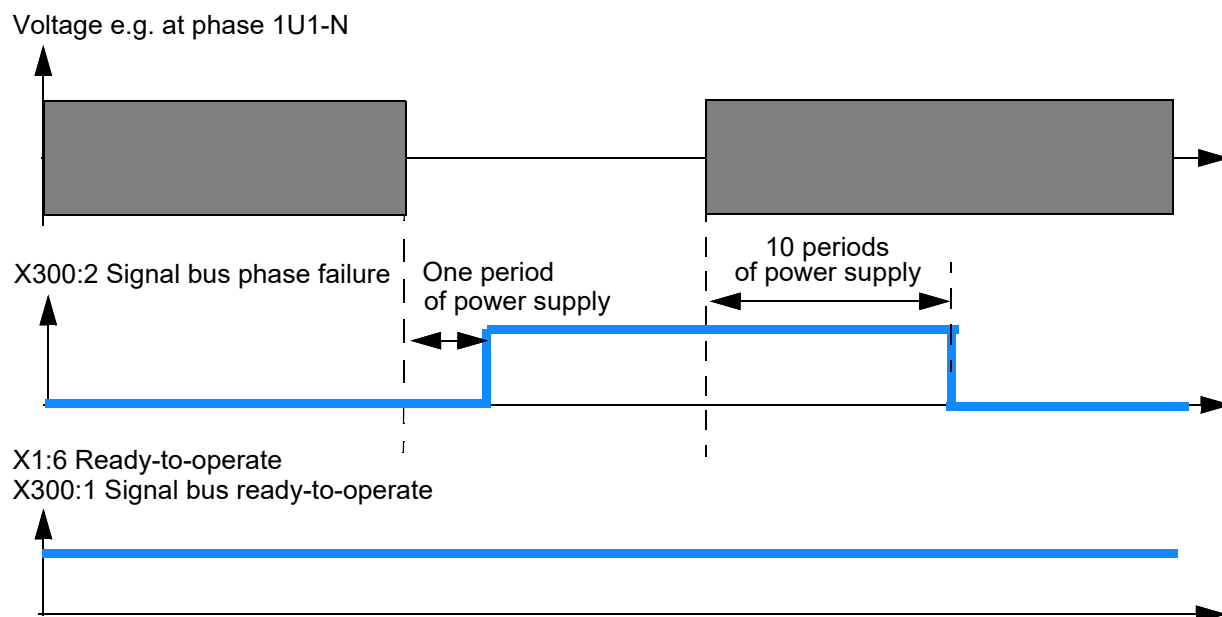 Voltage e.g. at phase 1U1-N
X300:2 Signal bus phase failure
One period
of power supply
10 periods
of power supply
X1:6 Ready-to-operate
X300:1 Signal bus ready-to-operate